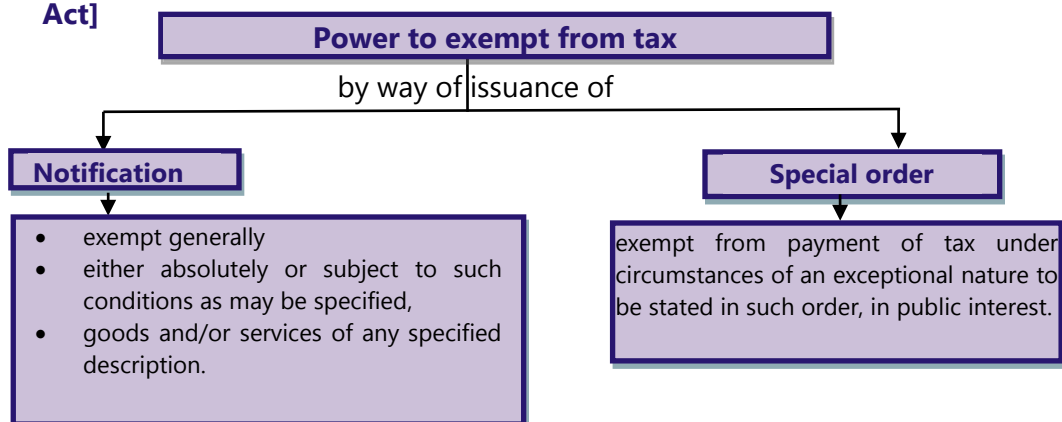 Act]
Power to exempt from tax
by way of issuance of
Notification
• exempt generally
• either absolutely or subject to such
conditions as may be specified,
• goods and/or services of any specified
description.
Special order
exempt from payment of tax under
circumstances of an exceptional nature to
be stated in such order, in public interest.